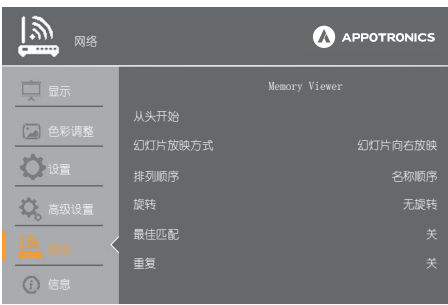 网络
APPOTRONICS
显示
色彩调整
设置
高级设置
网络
信息
Memory Viewer
从头开始
幻灯片放映方式 幻灯片向右放映
排列顺序 名称顺序
旋转 无旋转
最佳匹配 关
重复 关